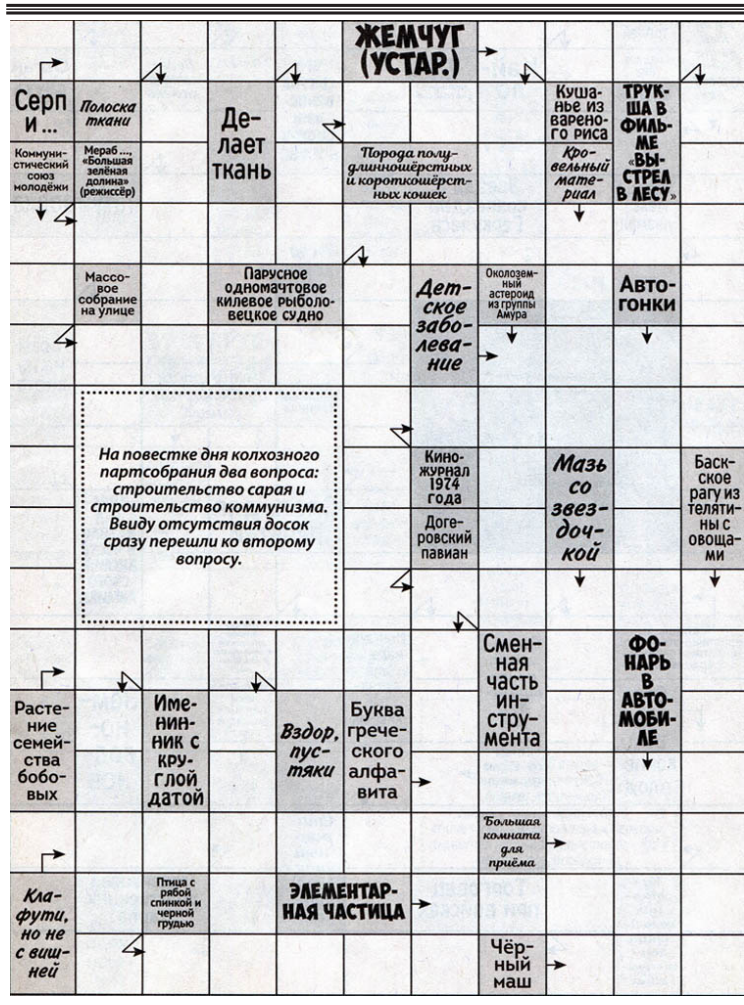 ЖЕМЧУГ
(УСТАР.)
Серп
и ...
Полоска
ткани
Де-
лает
ткань
Куша-
нье из
варено-
го риса
ТРУК-
ША В
ФИЛЬ-
МЕ
«ВЫ-
СТРЕЛ
В ЛЕСУ»
Коммуни-
стический
союз
молодёжи
Мераб ...,
«Большая
зелёная
долина»
(режиссёр)
Порода полу-
длинношёрстных
и короткошёрст-
ных кошек
Кро-
вельный
мате-
риал
Массо-
вое
собрание
на улице
Парусное
одномачтовое
килевое рыболо-
вецкое судно
Дет-
ское
забо-
лева-
ние
Околозем-
ный
астероид
из группы
Амура
Авто-
гонки
На повестке дня колхозного
партсобрания два вопроса:
строительство сарая и
строительство коммунизма.
Ввиду отсутствия досок
сразу перешли ко второму
вопросу.
Кино-
журнал
1974
года
Доге-
ровский
павиан
Мазь
со
звез-
доч-
кой
Баск-
ское
рагу из
теляти-
ны с
овоща-
ми
Смен-
ная
часть
ин-
стру-
мента
ФО-
НАРЬ
В
АВТО-
МОБИ-
ЛЕ
Расте-
ние
семей-
ства
бобо-
вых
Име-
нин-
ник с
кру-
глой
датой
Вздор,
пус-
тяки
Буква
грече-
ского
алфа-
вита
Большая
комната
для
приёма
Кла-
фути,
но не
с виш-
ней
Птица с
рябой
спинкой и
черной
грудью
ЭЛЕМЕНТАР-
НАЯ ЧАСТИЦА
Чёр-
ный
маш